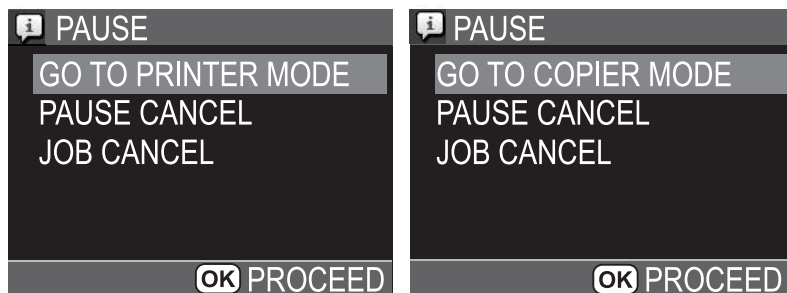 PAUSE
GO TO PRINTER MODE
PAUSE CANCEL
JOB CANCEL
OK PROCEED
PAUSE
GO TO COPIER MODE
PAUSE CANCEL
JOB CANCEL
OK PROCEED